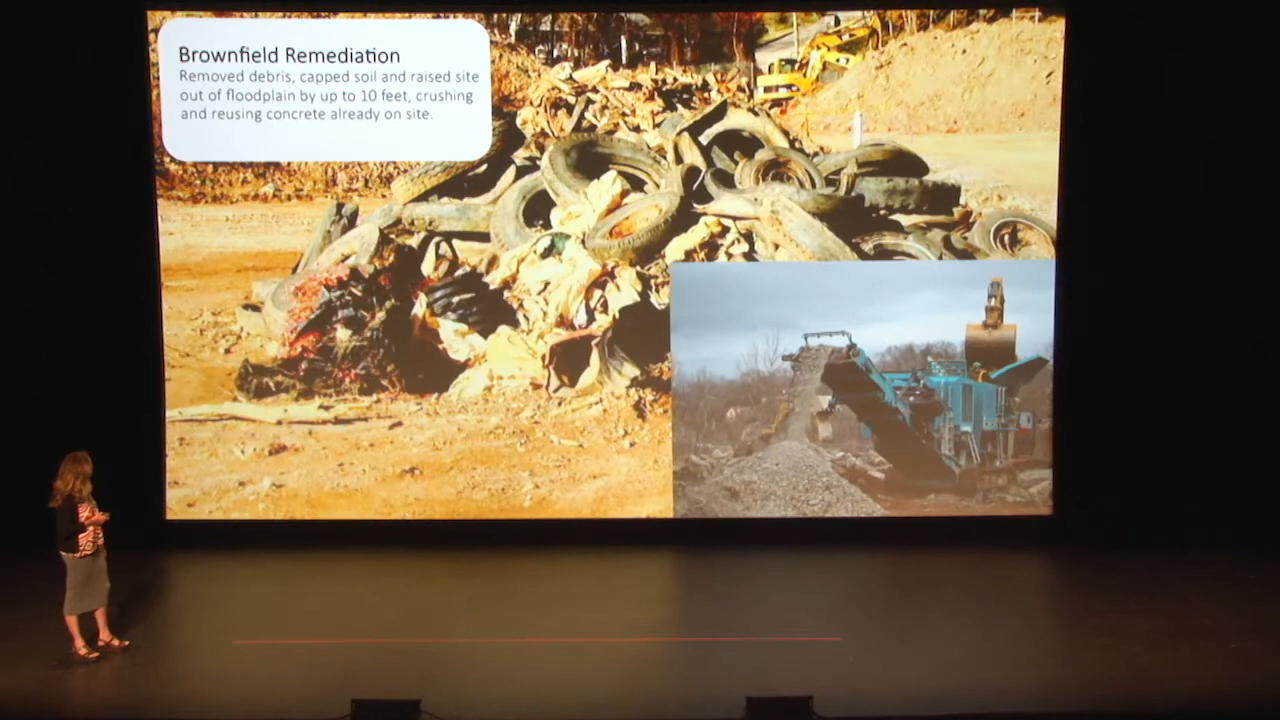 Brownfield Remediation
Removed debris, capped soil and raised site
out of floodplain by up to 10 feet, crushing
and reusing concrete already on site.